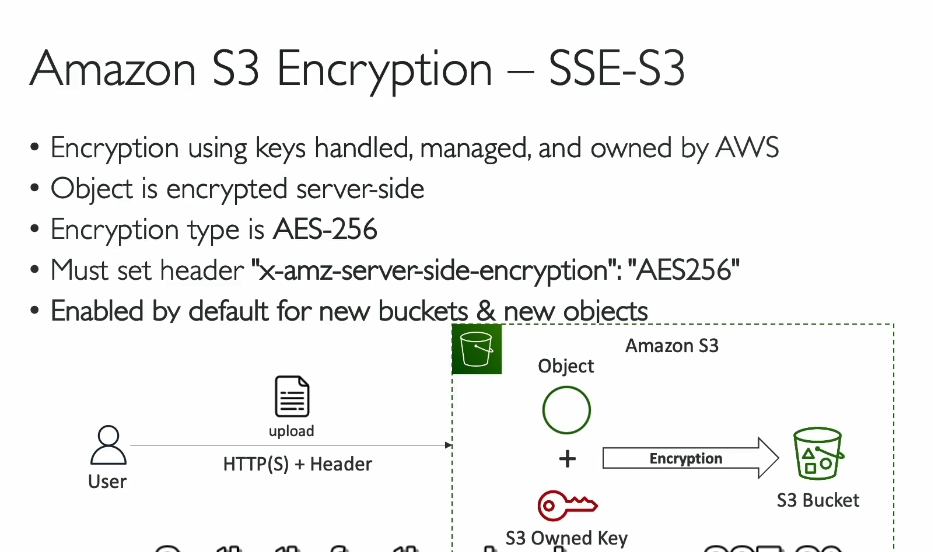 Amazon S3 Encryption – SSE-S3
• Encryption using keys handled, managed, and owned by AWS
• Object is encrypted server-side
• Encryption type is AES-256
• Must set header "x-amz-server-side-encryption": "AES256"
• Enabled by default for new buckets & new objects
Amazon S3
Object
upload
HTTP(S) + Header
User
+
Encryption
S3 Bucket
S3 Owned Key